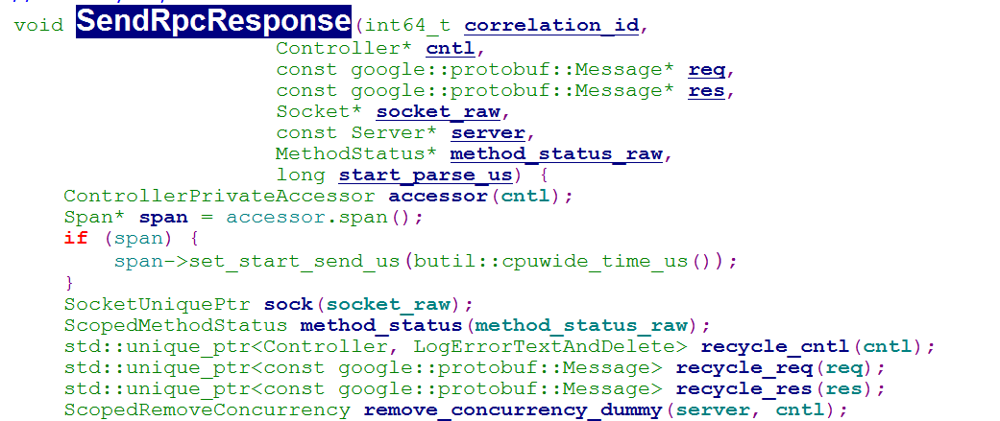 void SendRpcResponse(int64_t correlation_id,
Controller* cntl,
const google::protobuf::Message* req,
const google::protobuf::Message* res,
Socket* socket_raw,
const Server* server,
MethodStatus* method_status_raw,
long start_parse_us) {
ControllerPrivateAccessor accessor(cntl);
Span* span = accessor.span();
if (span) {
span->set_start_send_us(butil::cpuwide_time_us());
}
SocketUniquePtr sock(socket_raw);
ScopedMethodStatus method_status(method_status_raw);
std::unique_ptr<Controller, LogErrorTextAndDelete> recycle_cntl(cntl);
std::unique_ptr<const google::protobuf::Message> recycle_req(req);
std::unique_ptr<const google::protobuf::Message> recycle_res(res);
ScopedRemoveConcurrency remove_concurrency_dummy(server, cntl);